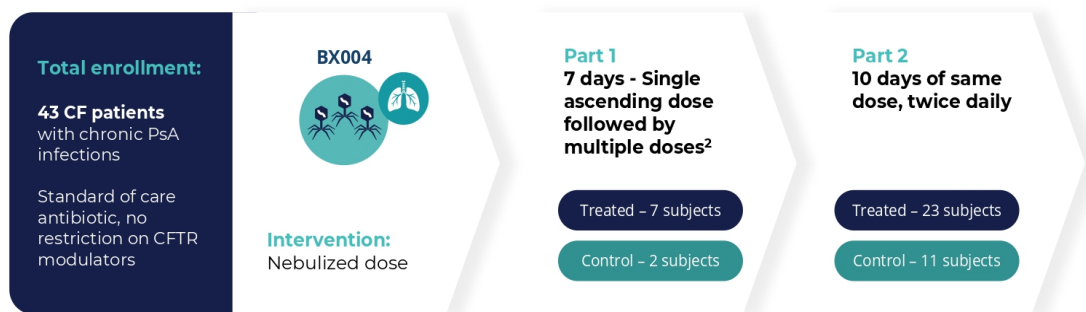 Total enrollment:
43 CF patients
with chronic PsA
infections
Standard of care
antibiotic, no
restriction on CFTR
modulators
BX004
Intervention:
Nebulized dose
Part 1
7 days - Single
ascending dose
followed by
multiple doses²
Treated – 7 subjects
Control – 2 subjects
Part 2
10 days of same
dose, twice daily
Treated – 23 subjects
Control – 11 subjects